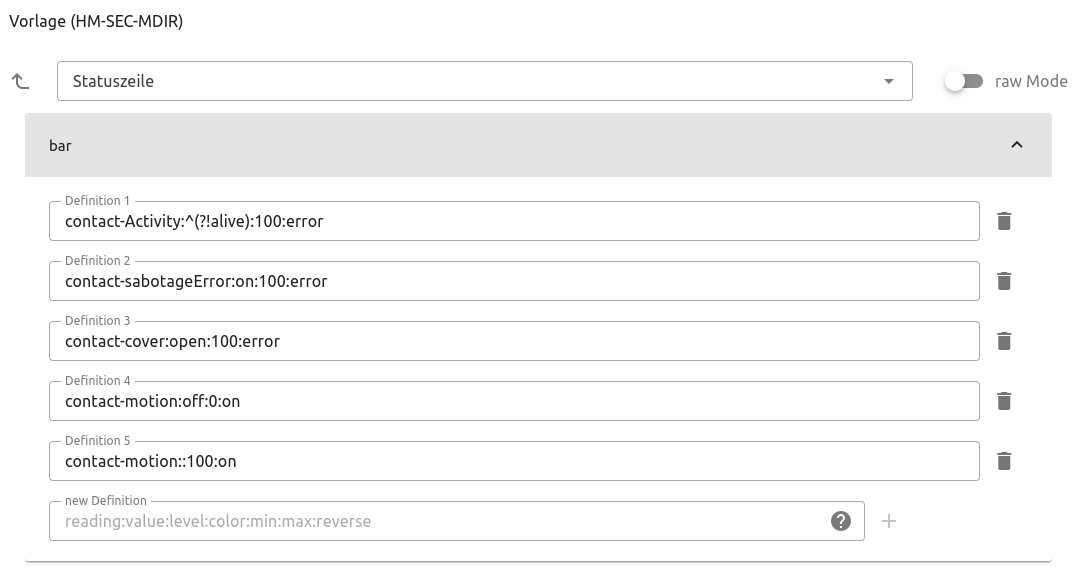 Vorlage (HM-SEC-MDIR)
Statuszeile
raw Mode
bar
Definition 1
contact-Activity:^(?!alive):100:error
Definition 2
contact-sabotageError:on:100:error
Definition 3
contact-cover:open:100:error
Definition 4
contact-motion:off:0:on
Definition 5
contact-motion::100:on
new Definition
reading:value:level:color:min:max:reverse